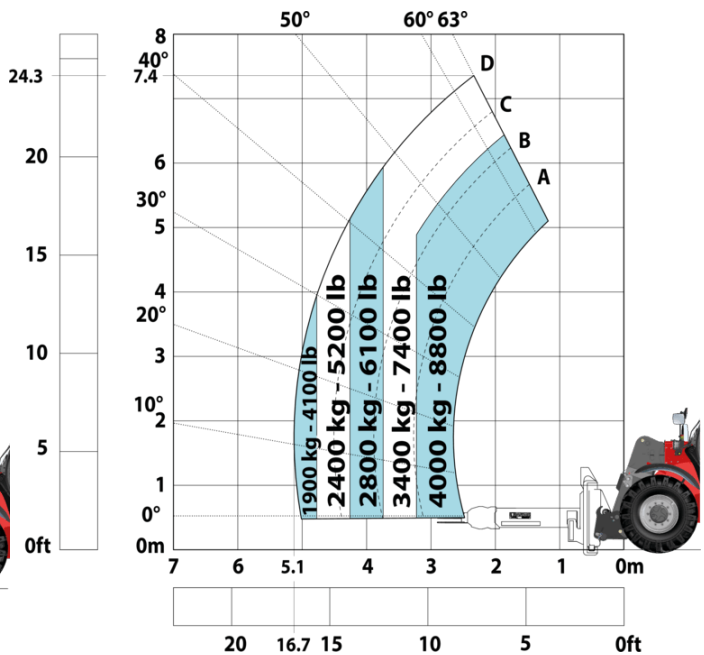 50° 60° 63°
8
40°
24.3 7.4
D
C
B
A
20 6
30°
5
15
4
20°
10 3
10°
2
5
1
0°
0ft 0m
1900 kg - 4100 lb
2400 kg - 5200 lb
2800 kg - 6100 lb
3400 kg - 7400 lb
4000 kg - 8800 lb
7 6 5.1 4 3 2 1 0m
20 16.7 15 10 5 0ft